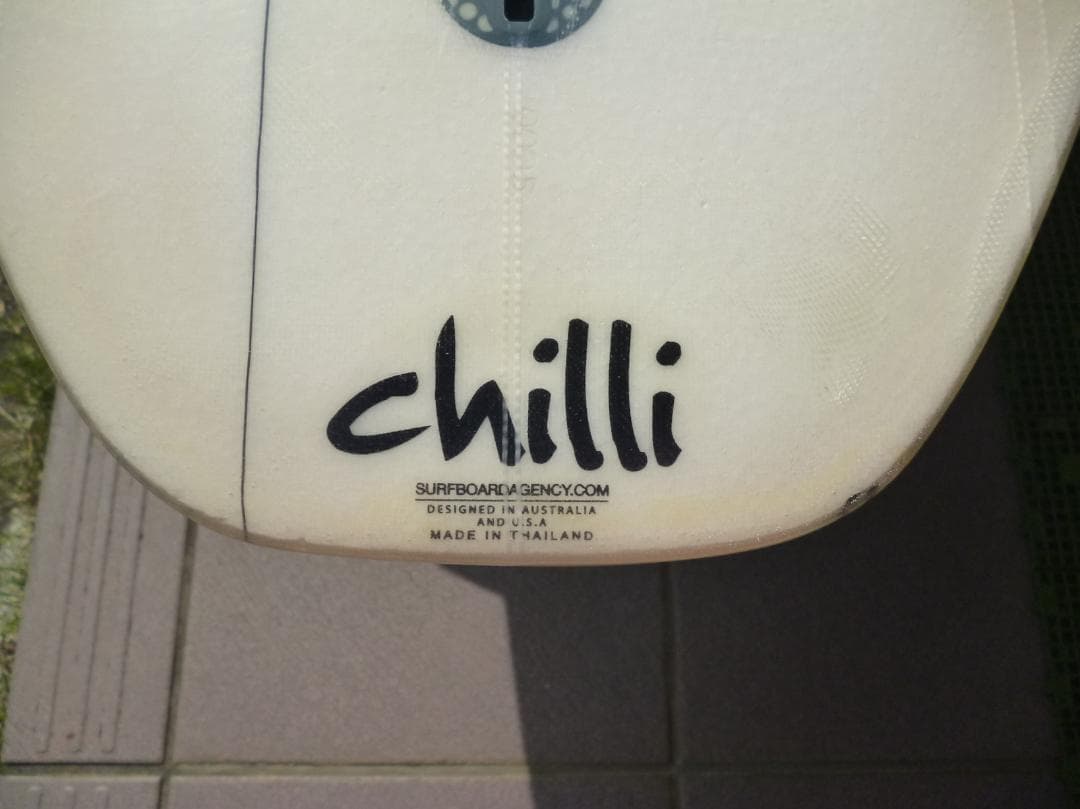 chilli
SURFBOARDAGENCY.COM
DESIGNED IN AUSTRALIA
AND U.S.A
MADE IN THAILAND